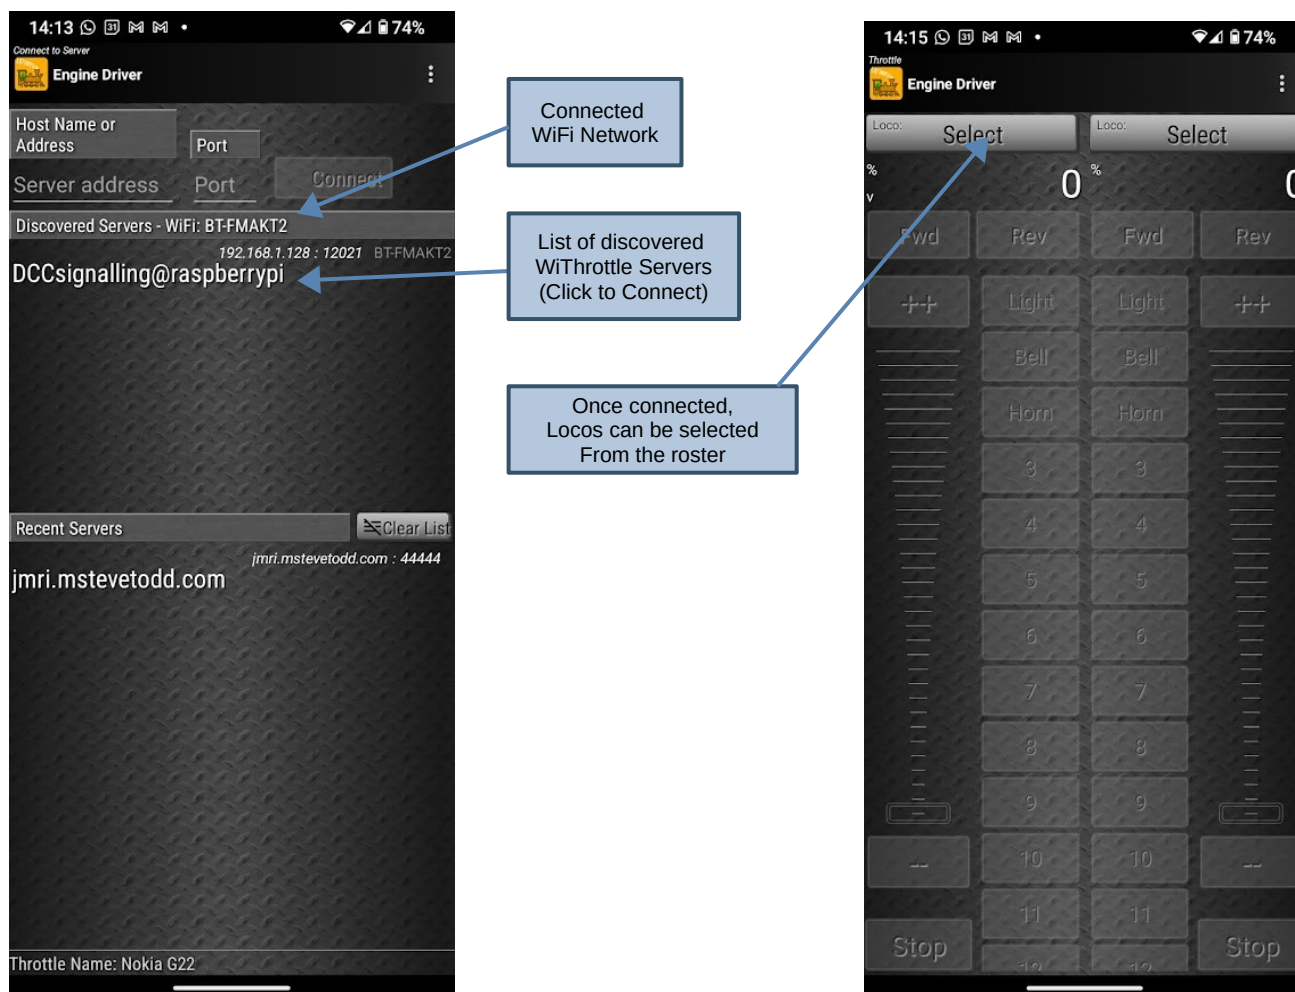 14:13 31 74%
Connect to Server
Engine Driver
Host Name or
Address
Port
Server address Port Connect
Discovered Servers - WiFi: BT-FMAKT2
192.168.1.128 : 12021 BT-FMAKT2
DCCsignalling@raspberrypi
Recent Servers Clear List
jmri.mstevetodd.com : 44444
jmri.mstevetodd.com
Throttle Name: Nokia G22
Connected
WiFi Network
List of discovered
WiThrottle Servers
(Click to Connect)
Once connected,
Locos can be selected
From the roster
14:15 31 74%
Throttle
Engine Driver
Loco: Select Loco: Select
% 0 % 0
v
Fwd Rev Fwd Rev
++ Light Light ++
Bell Bell
Horn Horn
3 3
4 4
5 5
6 6
7 7
8 8
9 9
-- 10 10 --
11 11
Stop Stop
12 12